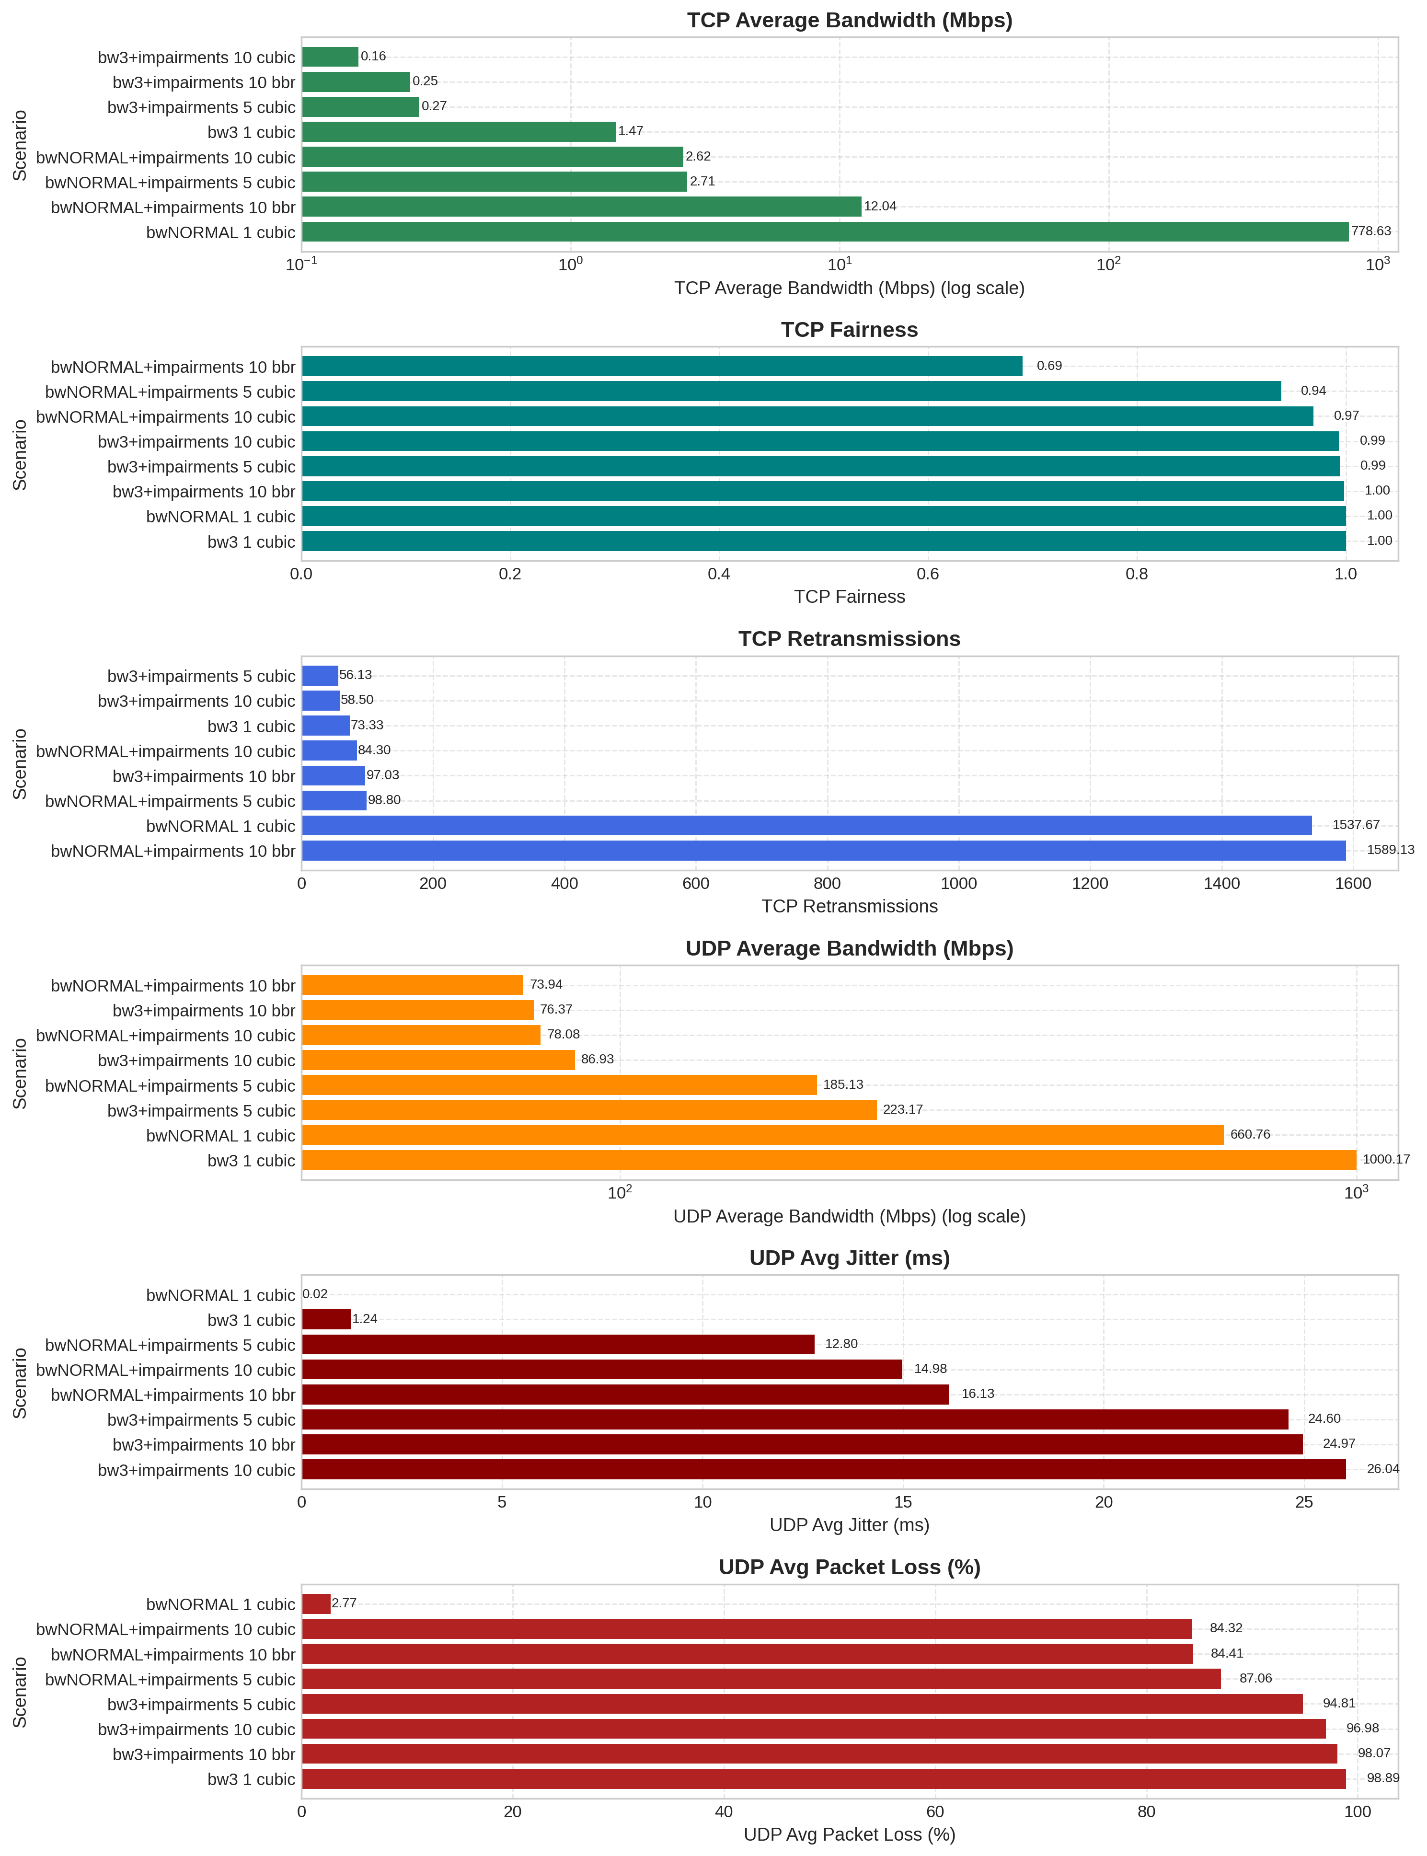 TCP Average Bandwidth (Mbps)
Scenario
bw3+impairments 10 cubic 0.16
bw3+impairments 10 bbr 0.25
bw3+impairments 5 cubic 0.27
bw3 1 cubic 1.47
bwNORMAL+impairments 10 cubic 2.62
bwNORMAL+impairments 5 cubic 2.71
bwNORMAL+impairments 10 bbr 12.04
bwNORMAL 1 cubic 778.63
10⁻¹ 10⁰ 10¹ 10² 10³
TCP Average Bandwidth (Mbps) (log scale)
TCP Fairness
Scenario
bwNORMAL+impairments 10 bbr 0.69
bwNORMAL+impairments 5 cubic 0.94
bwNORMAL+impairments 10 cubic 0.97
bw3+impairments 10 cubic 0.99
bw3+impairments 5 cubic 0.99
bw3+impairments 10 bbr 1.00
bwNORMAL 1 cubic 1.00
bw3 1 cubic 1.00
0.0 0.2 0.4 0.6 0.8 1.0
TCP Fairness
TCP Retransmissions
Scenario
bw3+impairments 5 cubic 56.13
bw3+impairments 10 cubic 58.50
bw3 1 cubic 73.33
bwNORMAL+impairments 10 cubic 84.30
bw3+impairments 10 bbr 97.03
bwNORMAL+impairments 5 cubic 98.80
bwNORMAL 1 cubic 1537.67
bwNORMAL+impairments 10 bbr 1589.13
0 200 400 600 800 1000 1200 1400 1600
TCP Retransmissions
UDP Average Bandwidth (Mbps)
Scenario
bwNORMAL+impairments 10 bbr 73.94
bw3+impairments 10 bbr 76.37
bwNORMAL+impairments 10 cubic 78.08
bw3+impairments 10 cubic 86.93
bwNORMAL+impairments 5 cubic 185.13
bw3+impairments 5 cubic 223.17
bwNORMAL 1 cubic 660.76
bw3 1 cubic 1000.17
10² 10³
UDP Average Bandwidth (Mbps) (log scale)
UDP Avg Jitter (ms)
Scenario
bwNORMAL 1 cubic 0.02
bw3 1 cubic 1.24
bwNORMAL+impairments 5 cubic 12.80
bwNORMAL+impairments 10 cubic 14.98
bwNORMAL+impairments 10 bbr 16.13
bw3+impairments 5 cubic 24.60
bw3+impairments 10 bbr 24.97
bw3+impairments 10 cubic 26.04
0 5 10 15 20 25
UDP Avg Jitter (ms)
UDP Avg Packet Loss (%)
Scenario
bwNORMAL 1 cubic 2.77
bwNORMAL+impairments 10 cubic 84.32
bwNORMAL+impairments 10 bbr 84.41
bwNORMAL+impairments 5 cubic 87.06
bw3+impairments 5 cubic 94.81
bw3+impairments 10 cubic 96.98
bw3+impairments 10 bbr 98.07
bw3 1 cubic 98.89
0 20 40 60 80 100
UDP Avg Packet Loss (%)